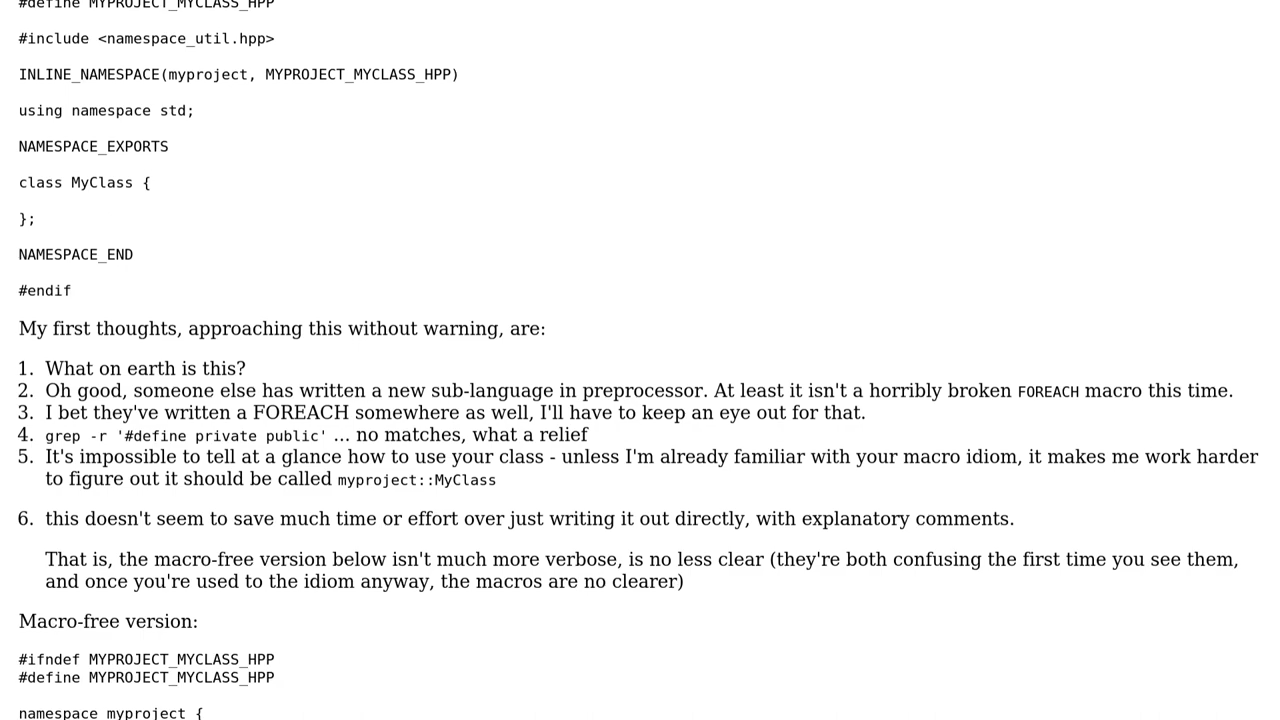 #define MYPROJECT_MYCLASS_HPP
#include <namespace_util.hpp>
INLINE_NAMESPACE(myproject, MYPROJECT_MYCLASS_HPP)
using namespace std;
NAMESPACE_EXPORTS
class MyClass {
};
NAMESPACE_END
#endif
My first thoughts, approaching this without warning, are:
1. What on earth is this?
2. Oh good, someone else has written a new sub-language in preprocessor. At least it isn't a horribly broken FOREACH macro this time.
3. I bet they've written a FOREACH somewhere as well, I'll have to keep an eye out for that.
4. grep -r '#define private public' ... no matches, what a relief
5. It's impossible to tell at a glance how to use your class - unless I'm already familiar with your macro idiom, it makes me work harder
to figure out it should be called myproject::MyClass
6. this doesn't seem to save much time or effort over just writing it out directly, with explanatory comments.
That is, the macro-free version below isn't much more verbose, is no less clear (they're both confusing the first time you see them,
and once you're used to the idiom anyway, the macros are no clearer)
Macro-free version:
#ifndef MYPROJECT_MYCLASS_HPP
#define MYPROJECT_MYCLASS_HPP
namespace myproject {